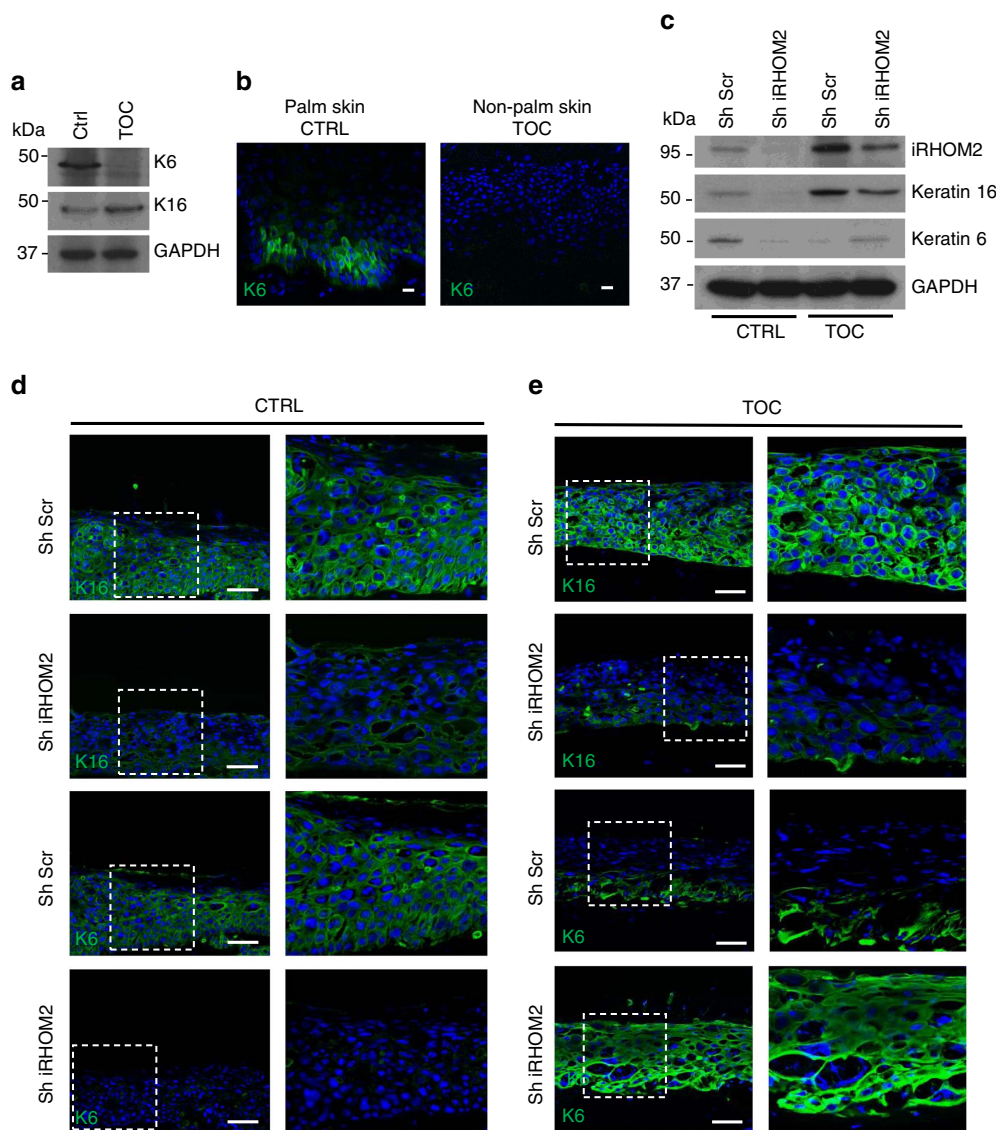 a
kDa
Ctrl
TOC
50
K6
50
K16
37
GAPDH
b
Palm skin
CTRL
Non-palm skin
TOC
K6
K6
c
Sh Scr
Sh iRHOM2
Sh Scr
Sh iRHOM2
kDa
95
iRHOM2
50
Keratin 16
50
Keratin 6
37
GAPDH
CTRL
TOC
d
CTRL
Sh Scr
K16
Sh iRHOM2
K16
Sh Scr
K6
Sh iRHOM2
K6
e
TOC
Sh Scr
K16
Sh iRHOM2
K16
Sh Scr
K6
Sh iRHOM2
K6